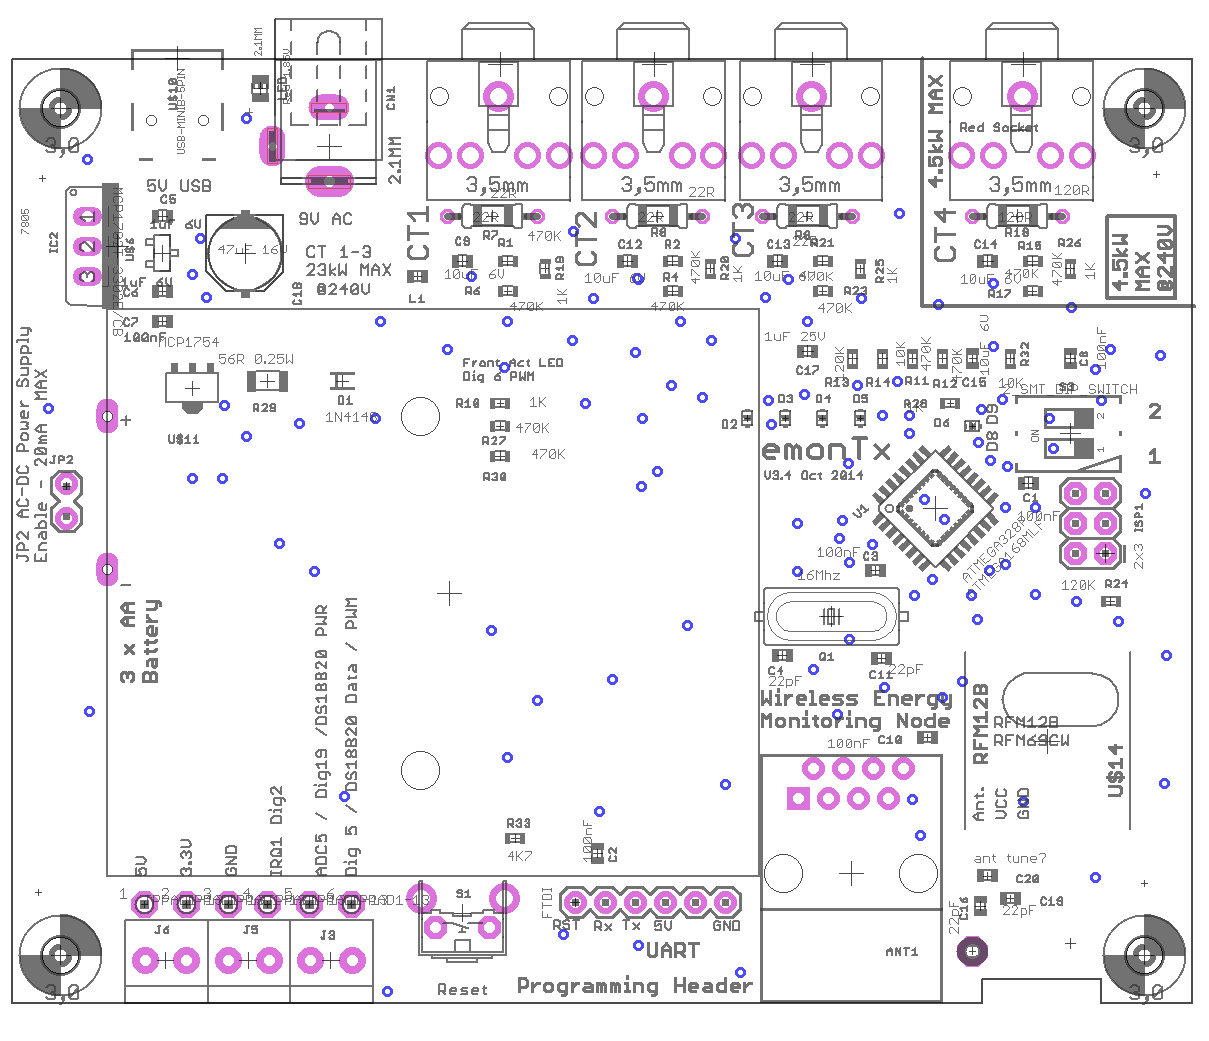 2.1MM
LED
U$10
USB-MINIB-5PIN
CN1
2.1MM
5V USB
9V AC
CT 1-3
23kW MAX
@240V
C18
47uF 16V
3,0
7805
IC2
1
2
3
C5
1uF 6V
C6
C7
100nF
MCP1754
56R 0.25W
R29
D1
1N4148
U$11
L1
CT1
3,5mm
22R
R7
470K
C9
R1
10uF 6V
R6
R19
1K
470K
CT2
3,5mm
22R
R8
C12
R2
10uF 6V
R4
470K
R20
1K
470K
CT3
3,5mm
22R
R9
C13
R21
10uF 6V
470K
R23
R25
1K
470K
4.5kW MAX
Red Socket
3,5mm
120R
CT4
R18
C14
R15
R26
10uF 6V
470K
1K
R17
470K
4.5kW
MAX
@240V
3,0
1uF 25V
C17
R13
R14
10K
R11
470K
R12
470K
C15
10uF 6V
R32
10K
C8
100nF
R28
D2
D3
D4
D5
D6
D8 D9
S3
2-SMT DIP SWITCH
ON
1
2
2
1
emonTx
V3.4 Oct 2014
U1
ATMEGA328P
C1
100nF
ISP1
2x3
120K
R24
100nF
C3
16Mhz
Q1
C4
22pF
C11
22pF
Front Act LED
Dig 6 PWM
R10
1K
R27
470K
R30
470K
JP2 AC-DC Power Supply
Enable - 20mA MAX
JP2
+
−
3 x AA
Battery
Wireless Energy
Monitoring Node
100nF
C10
RFM12B
RFM12B
RFM69CW
U$14
Ant.
VCC
GND
ant tune?
C20
C19
22pF
C16
22pF
ANT1
5V
3.3V
GND
IRQ1 Dig2
ADC5 / Dig19 /DS18B20 PWR
Dig 5 / DS18B20 Data / PWM
R33
4K7
100nF
C2
1
2
3
4
5
6
J4
J5
J3
S1
Reset
FTDI
RST
Rx
Tx
5V
GND
UART
Programming Header
3,0
3,0